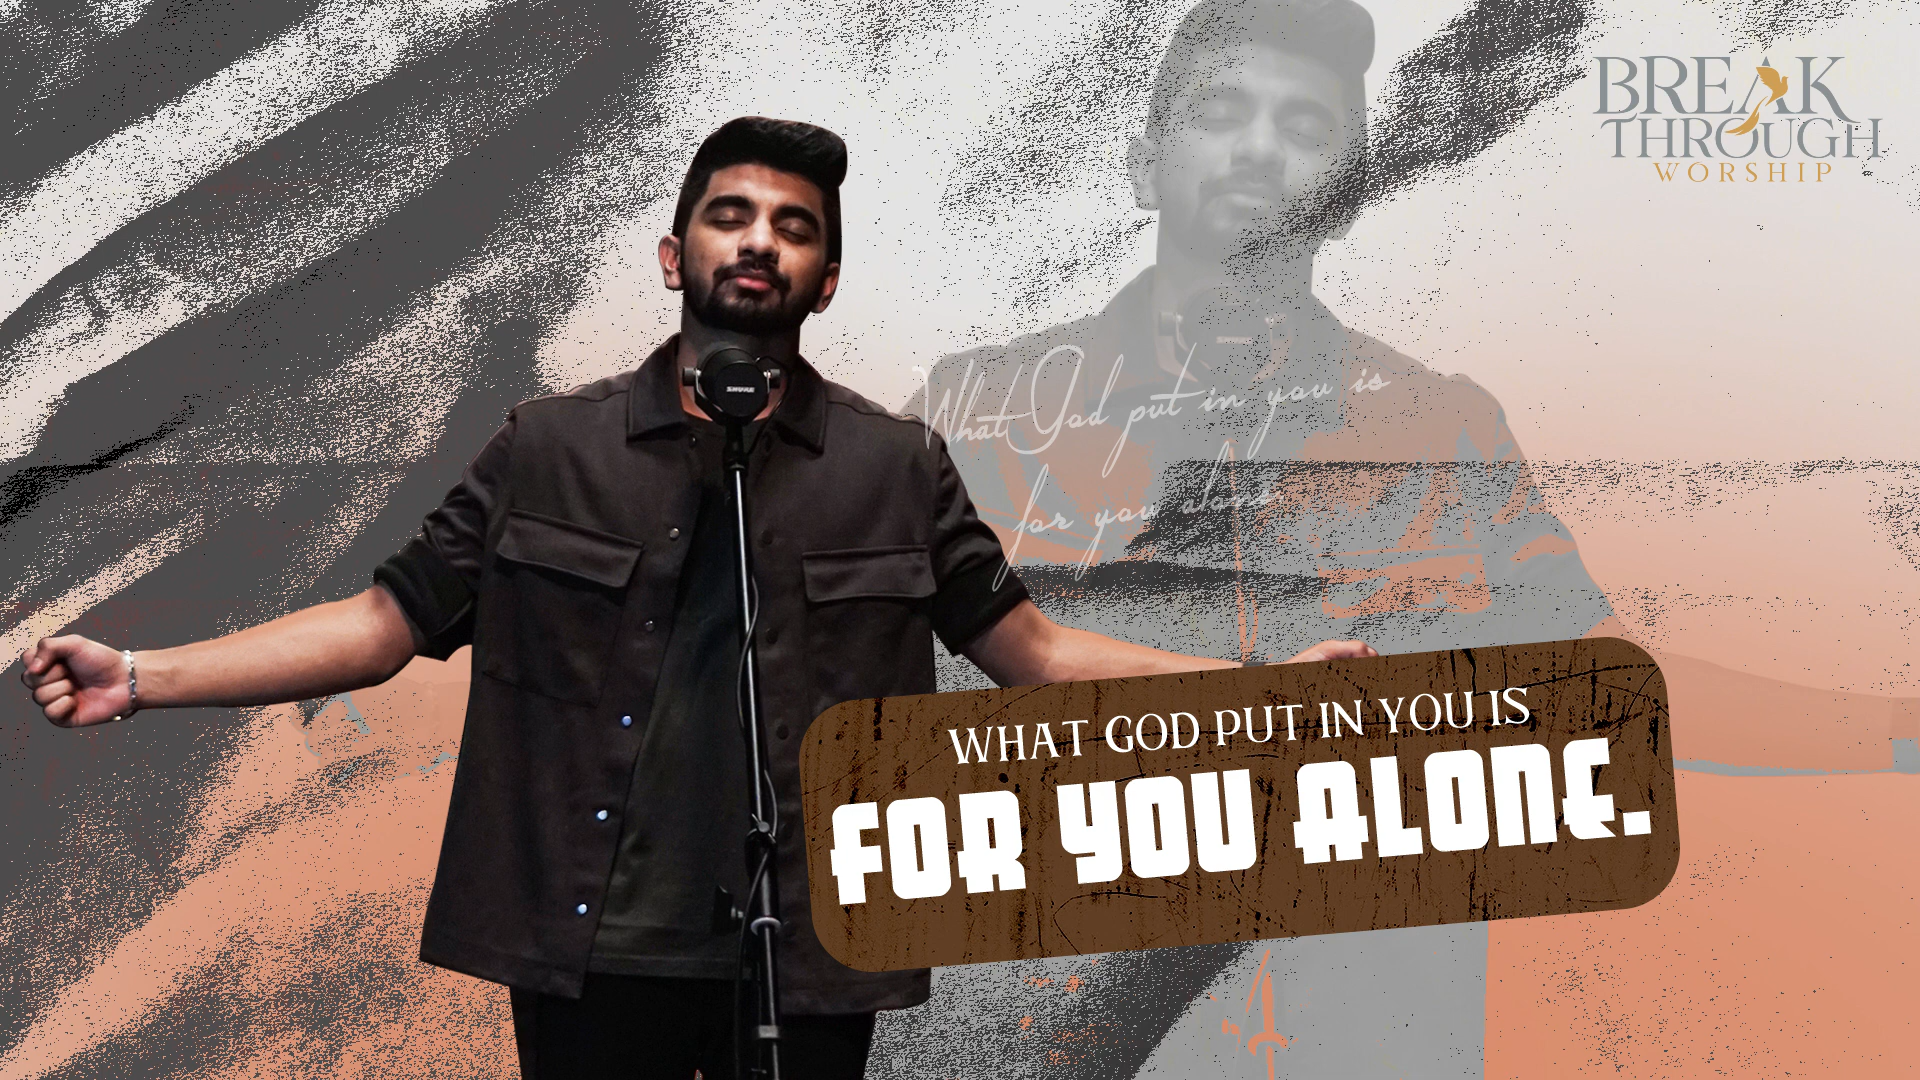 BREAK
THROUGH
WORSHIP
What God put in you is
for you alone.
SHURE
WHAT GOD PUT IN YOU IS
FOR YOU ALONE.